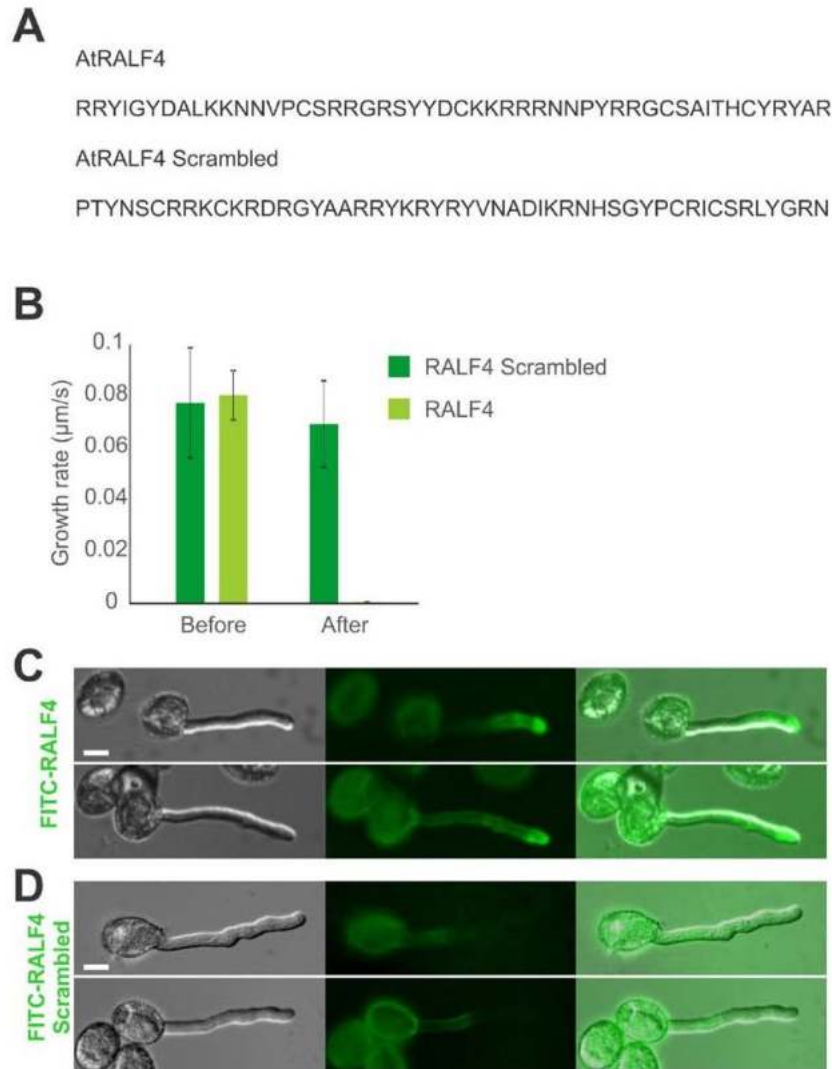 A
AtRALF4
RRYIGYDALKKNNVPCSRRGRSYYDCKKRRRNNPYRRGCSAITHCYRYAR
AtRALF4 Scrambled
PTYNSCRRKCKRDRGYAARRYKRYRYVNADIKRNHSGYPCRICSRLYGRN
B
Growth rate (µm/s)
0.1
0.08
0.06
0.04
0.02
0
Before
After
RALF4 Scrambled
RALF4
C
FITC-RALF4
D
FITC-RALF4
Scrambled